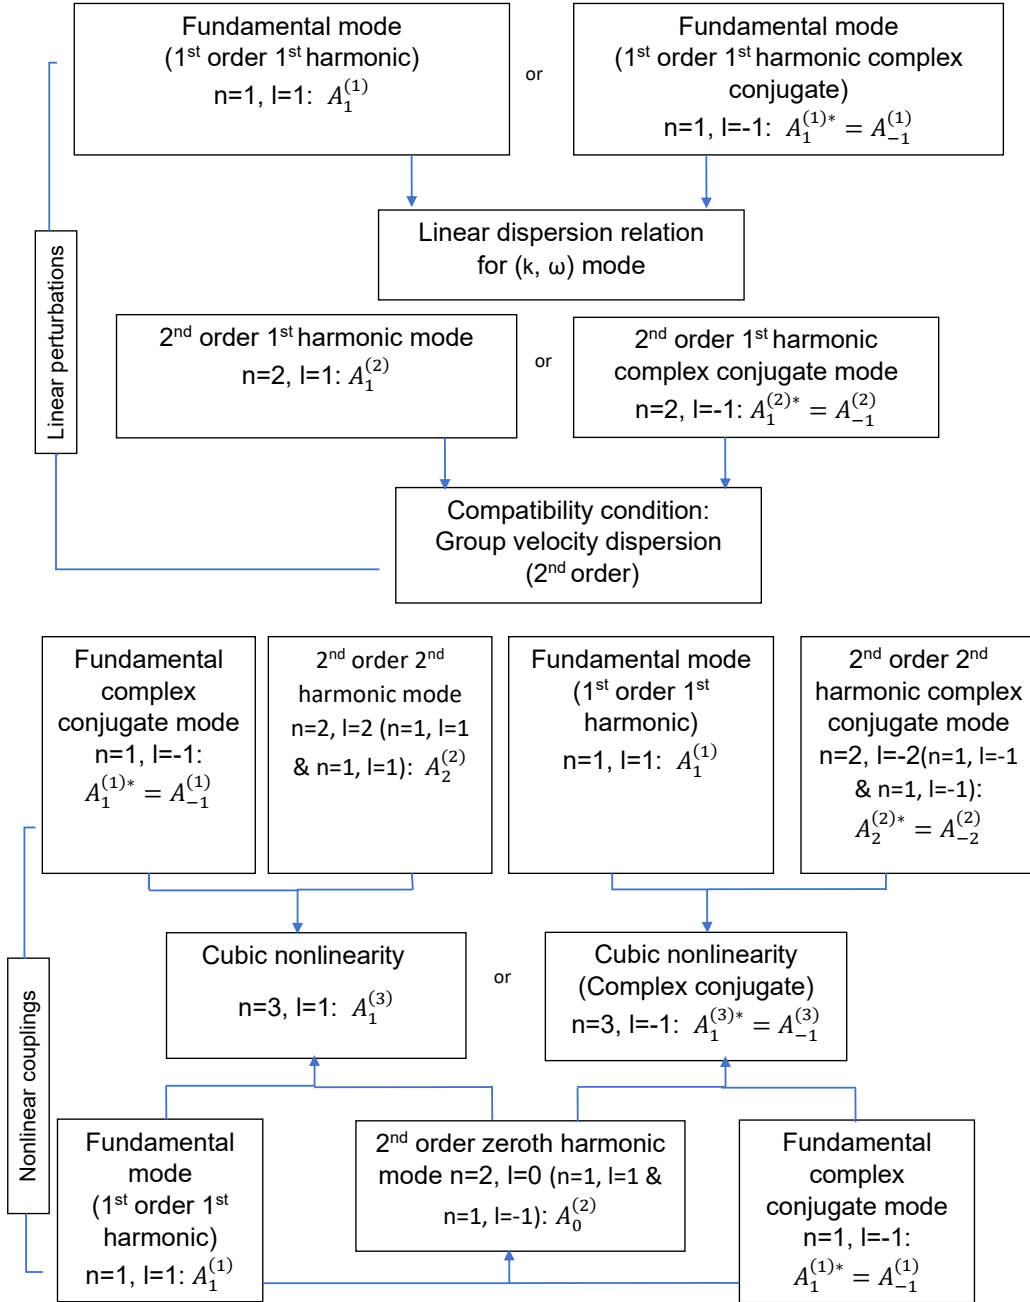 Fundamental mode
(1st order 1st harmonic)
n=1, l=1: A_1^(1)
or
Fundamental mode
(1st order 1st harmonic complex
conjugate)
n=1, l=-1: A_1^(1)* = A_-1^(1)
Linear dispersion relation
for (k, ω) mode
Linear perturbations
2nd order 1st harmonic mode
n=2, l=1: A_1^(2)
or
2nd order 1st harmonic
complex conjugate mode
n=2, l=-1: A_1^(2)* = A_-1^(2)
Compatibility condition:
Group velocity dispersion
(2nd order)
Fundamental
complex
conjugate mode
n=1, l=-1:
A_1^(1)* = A_-1^(1)
2nd order 2nd
harmonic mode
n=2, l=2 (n=1, l=1
& n=1, l=1): A_2^(2)
Fundamental mode
(1st order 1st
harmonic)
n=1, l=1: A_1^(1)
2nd order 2nd
harmonic complex
conjugate mode
n=2, l=-2(n=1, l=-1
& n=1, l=-1):
A_2^(2)* = A_-2^(2)
Nonlinear couplings
Cubic nonlinearity
n=3, l=1: A_1^(3)
or
Cubic nonlinearity
(Complex conjugate)
n=3, l=-1: A_1^(3)* = A_-1^(3)
Fundamental
mode
(1st order 1st
harmonic)
n=1, l=1: A_1^(1)
2nd order zeroth harmonic
mode n=2, l=0 (n=1, l=1 &
n=1, l=-1): A_0^(2)
Fundamental
complex
conjugate mode
n=1, l=-1:
A_1^(1)* = A_-1^(1)